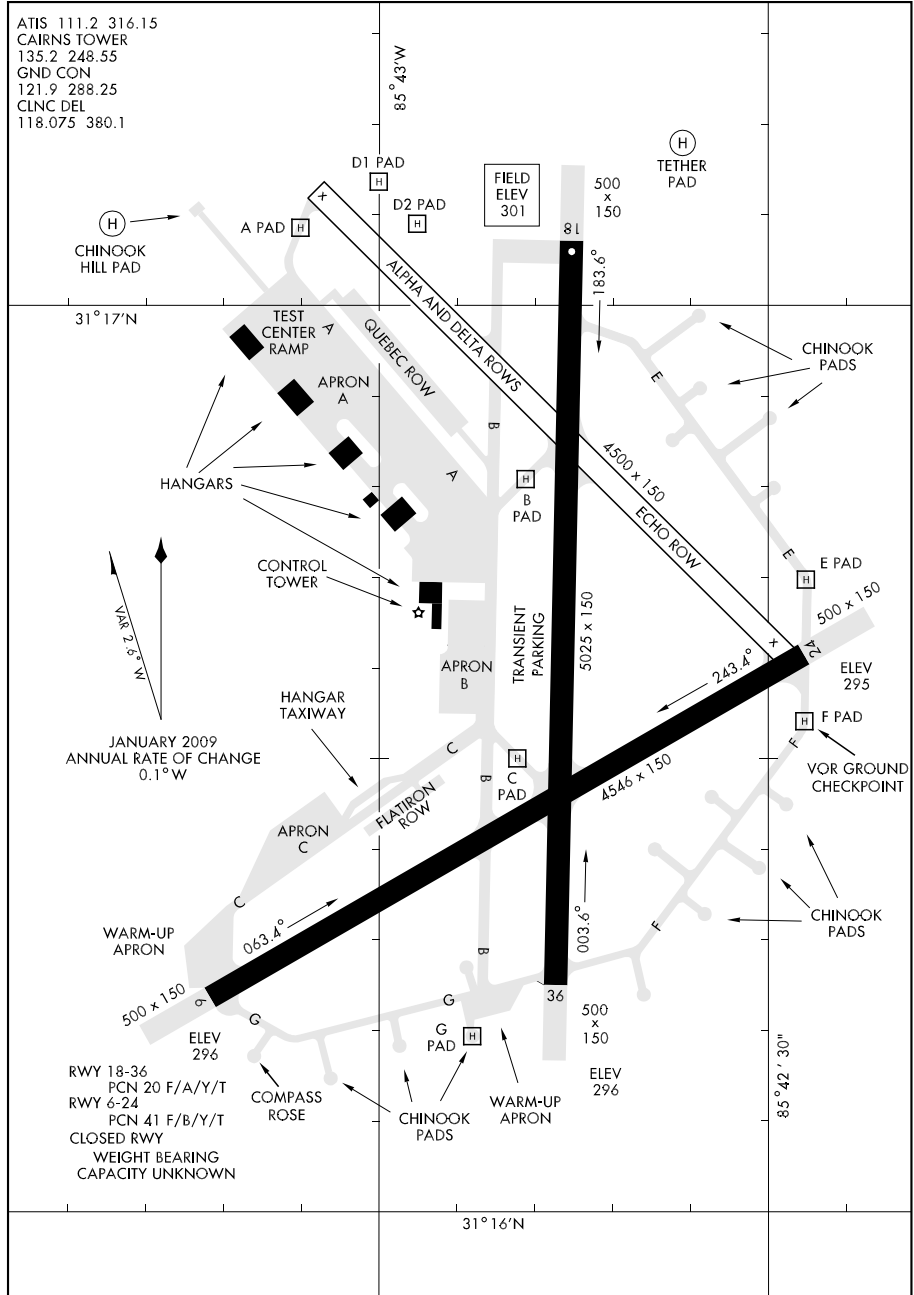 ATIS 111.2 316.15
CAIRNS TOWER
135.2 248.55
GND CON
121.9 288.25
CLNC DEL
118.075 380.1
85°43'W
D1 PAD
H
FIELD
ELEV
301
500
x
150
H
TETHER
PAD
H
CHINOOK
HILL PAD
A PAD
H
x
D2 PAD
H
18
183.6°
31°17'N
TEST
CENTER
RAMP
A
QUEBEC ROW
ALPHA AND DELTA ROWS
E
CHINOOK
PADS
APRON
A
B
4500 x 150
HANGARS
A
H
B
PAD
ECHO ROW
E
E PAD
H
CONTROL
TOWER
500 x 150
VAR 2.6° W
TRANSIENT
PARKING
5025 x 150
x
24
APRON
B
243.4°
ELEV
295
HANGAR
TAXIWAY
F PAD
H
JANUARY 2009
ANNUAL RATE OF CHANGE
0.1° W
C
H
C
PAD
B
F
VOR GROUND
CHECKPOINT
4546 x 150
FLATIRON
ROW
APRON
C
C
063.4°
003.6°
F
CHINOOK
PADS
WARM-UP
APRON
B
500 x 150
6
36
G
G
G
PAD
H
500
x
150
ELEV
296
ELEV
296
RWY 18-36
PCN 20 F/A/Y/T
RWY 6-24
PCN 41 F/B/Y/T
CLOSED RWY
WEIGHT BEARING
CAPACITY UNKNOWN
COMPASS
ROSE
CHINOOK
PADS
WARM-UP
APRON
85°42' 30"
31°16'N